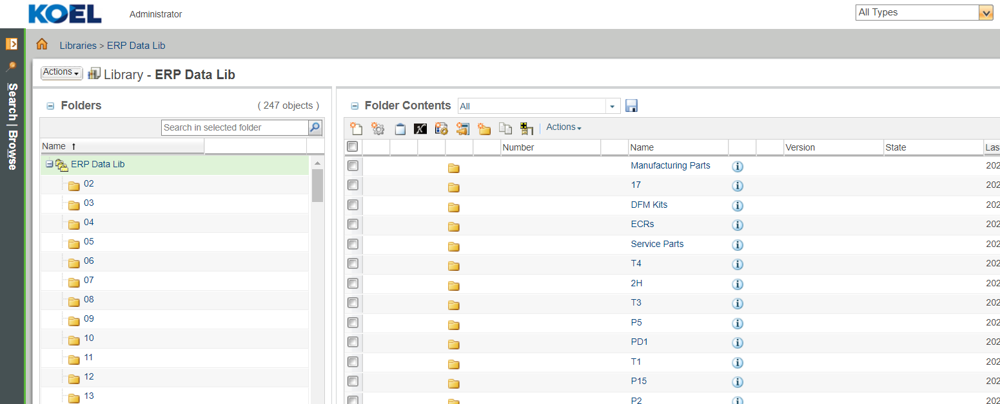 KOEL
Administrator
All Types
Search | Browse
Libraries > ERP Data Lib
Actions
Library - ERP Data Lib
Folders
( 247 objects )
Search in selected folder
Name ↑
ERP Data Lib
02
03
04
05
06
07
08
09
10
11
12
13
Folder Contents
All
Actions
Number Name Version State Las
Manufacturing Parts 202
17 202
DFM Kits 202
ECRs 202
Service Parts 202
T4 202
2H 202
T3 202
P5 202
PD1 202
T1 202
P15 202
P2 202